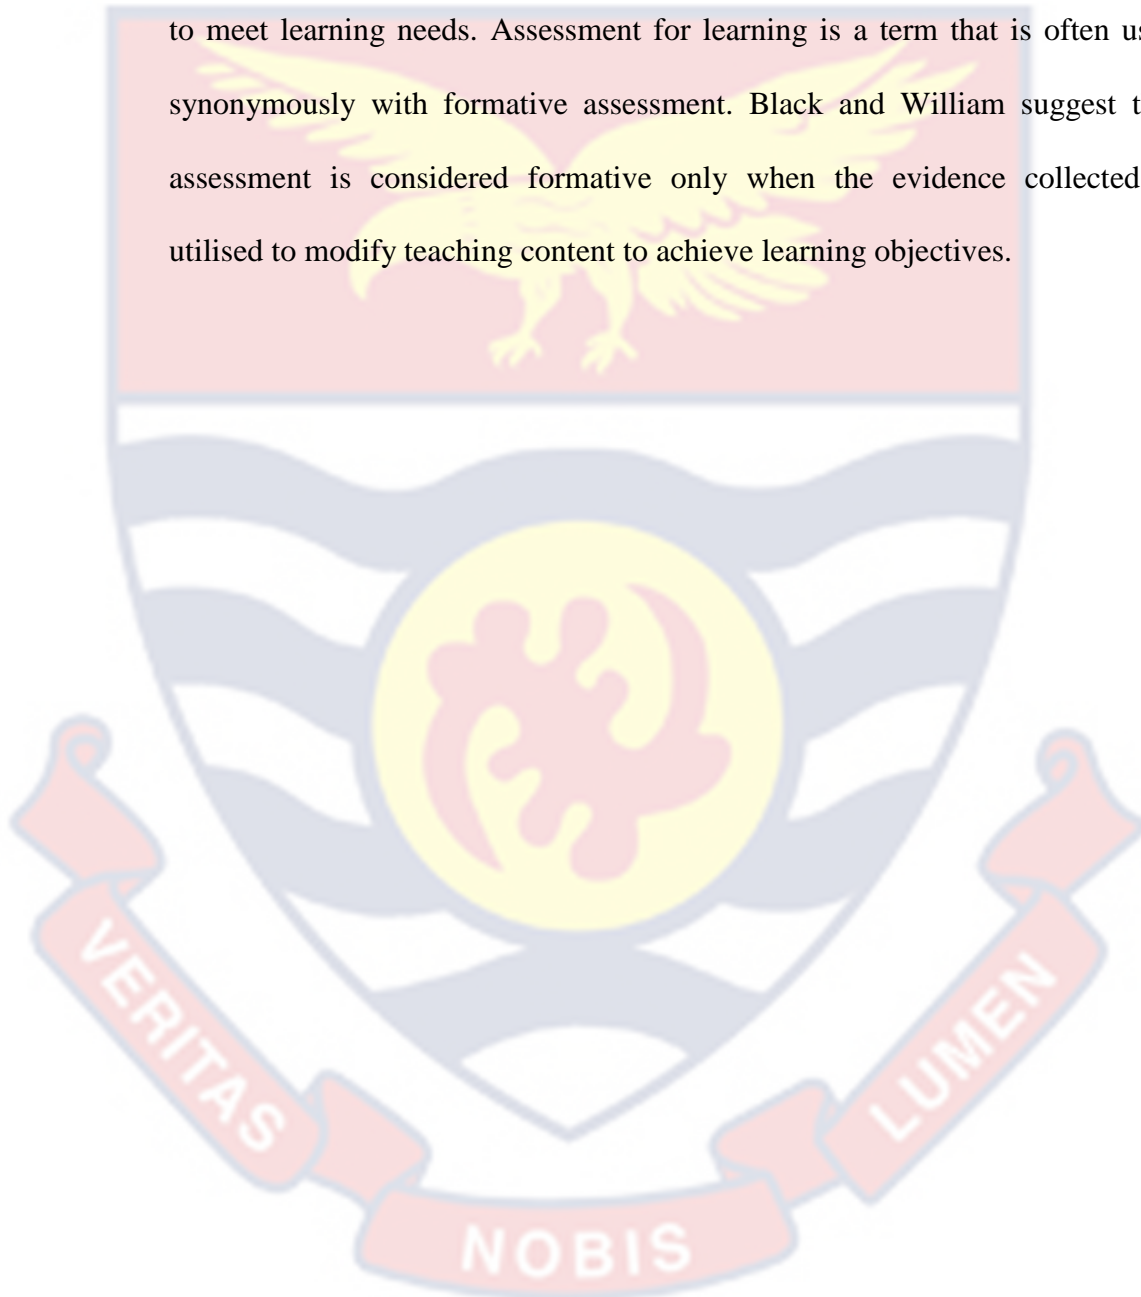 to meet learning needs. Assessment for learning is a term that is often us
synonymously with formative assessment. Black and William suggest t
assessment is considered formative only when the evidence collected
utilised to modify teaching content to achieve learning objectives.
VERITAS
NOBIS
LUMEN